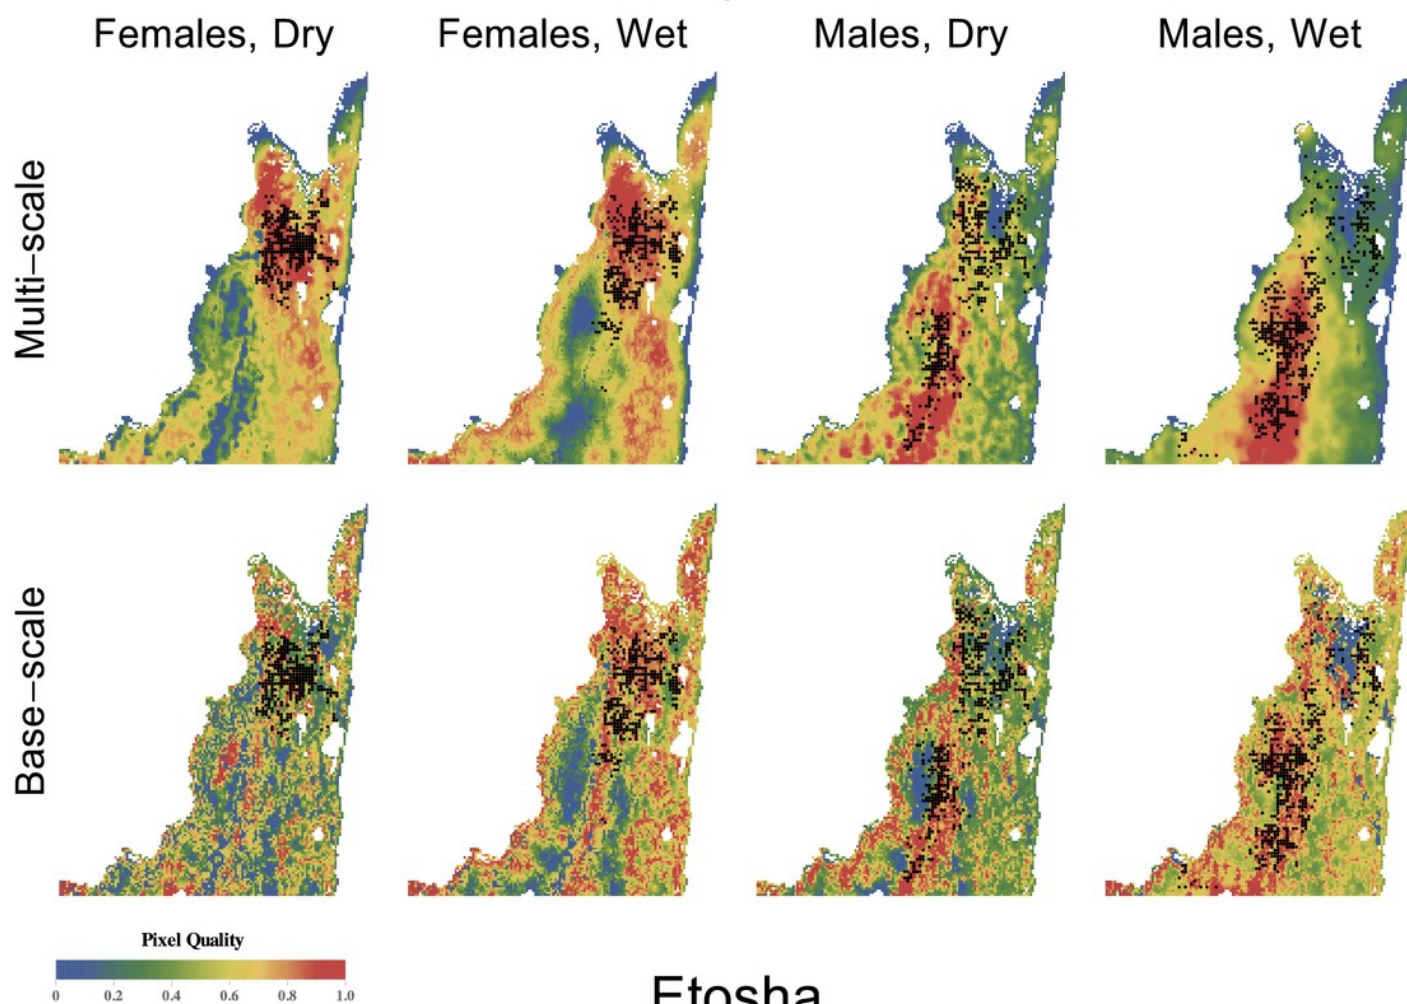 Females, Dry
Females, Wet
Males, Dry
Males, Wet
Multi–scale
Base–scale
Pixel Quality
0 0.2 0.4 0.6 0.8 1.0
Etosha